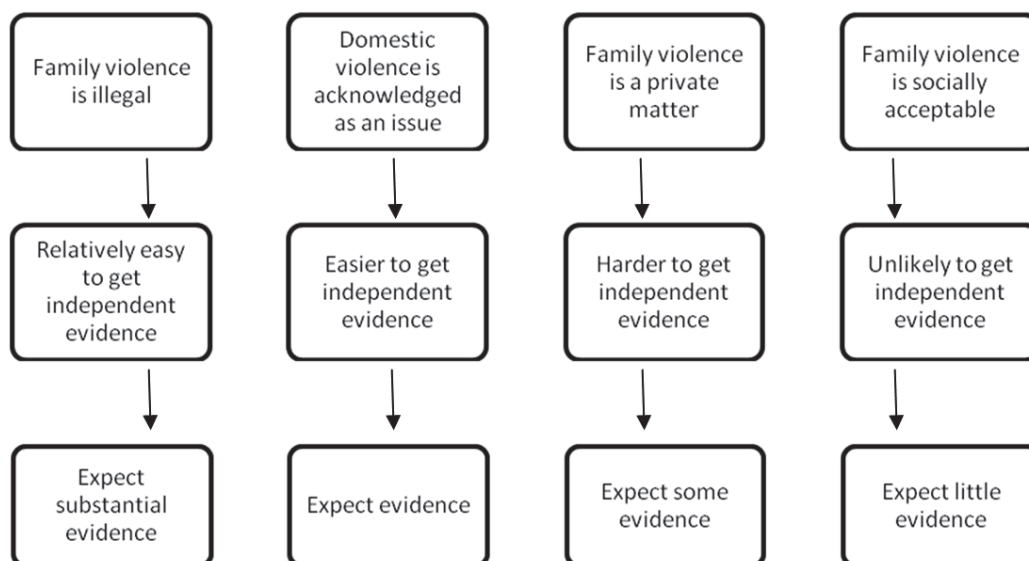 Family violence
is illegal
Domestic
violence is
acknowledged
as an issue
Family violence
is a private
matter
Family violence
is socially
acceptable
Relatively easy
to get
independent
evidence
Easier to get
independent
evidence
Harder to get
independent
evidence
Unlikely to get
independent
evidence
Expect
substantial
evidence
Expect evidence
Expect some
evidence
Expect little
evidence